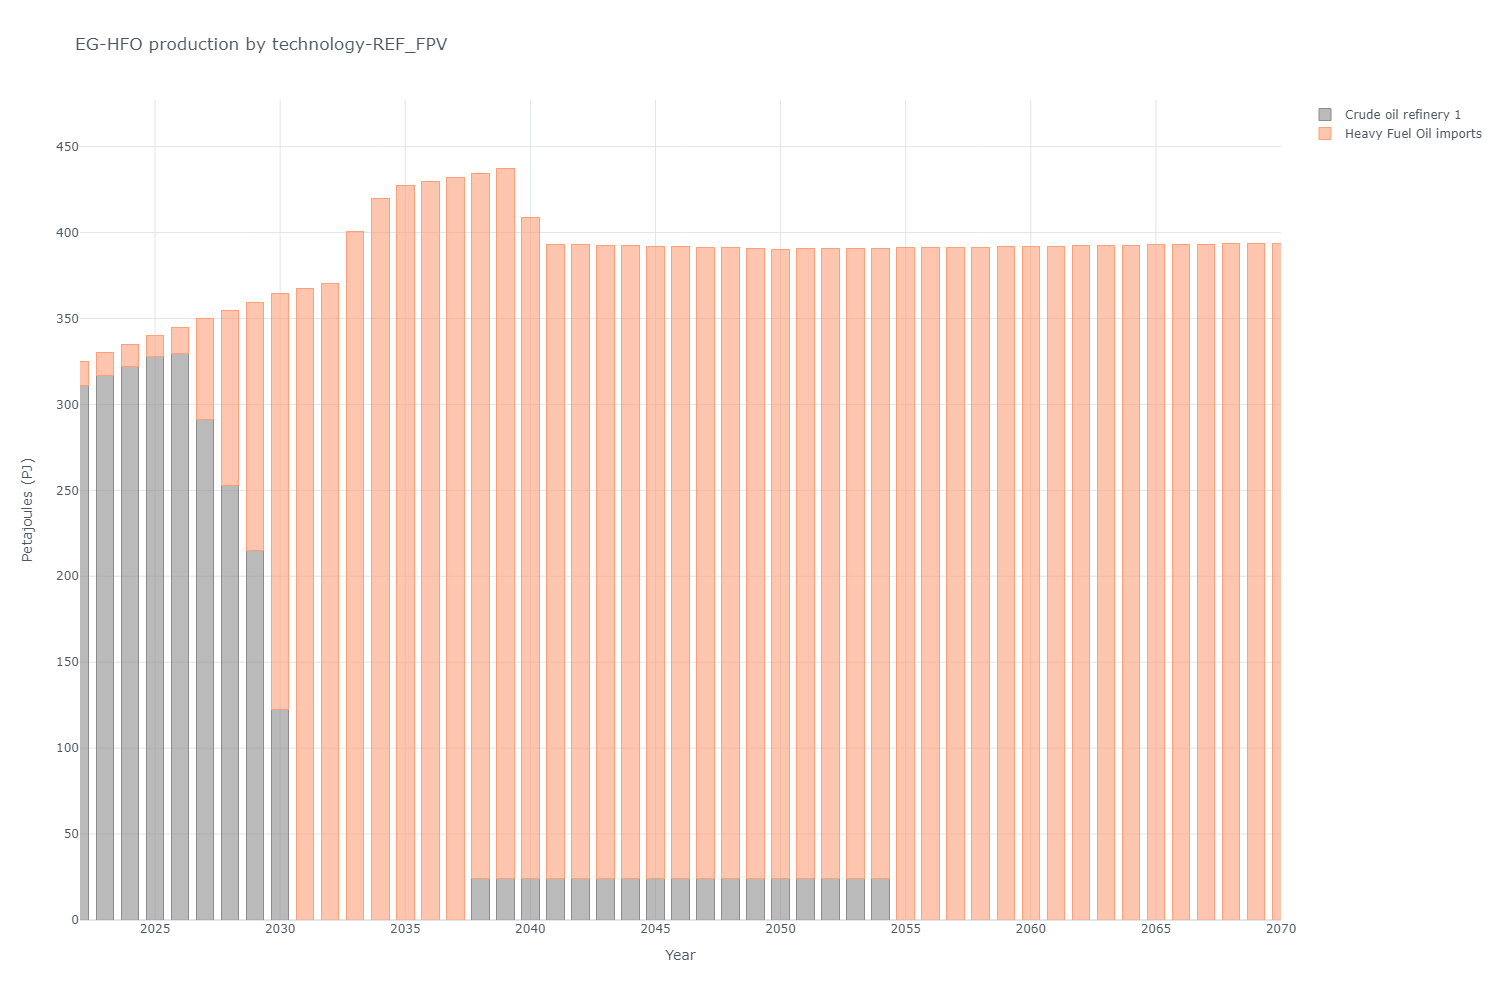 EG-HFO production by technology-REF_FPV
Crude oil refinery 1
Heavy Fuel Oil imports
450
400
350
300
250
200
150
100
50
0
Petajoules (PJ)
2025 2030 2035 2040 2045 2050 2055 2060 2065 2070
Year